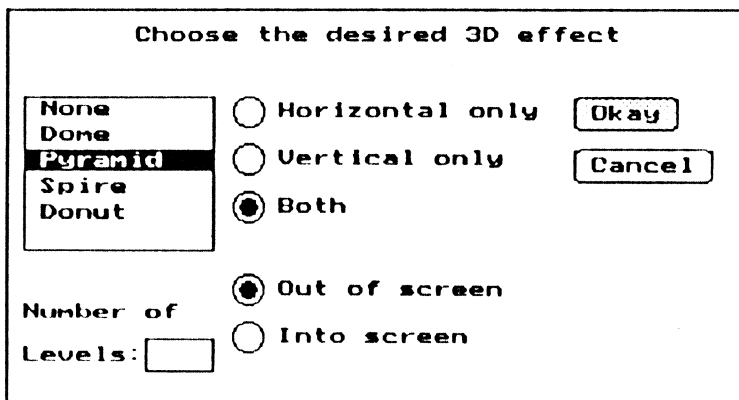 Choose the desired 3D effect
None
Dome
Pyramid
Spire
Donut
Horizontal only
Vertical only
Both
Okay
Cancel
Number of
Levels:
Out of screen
Into screen